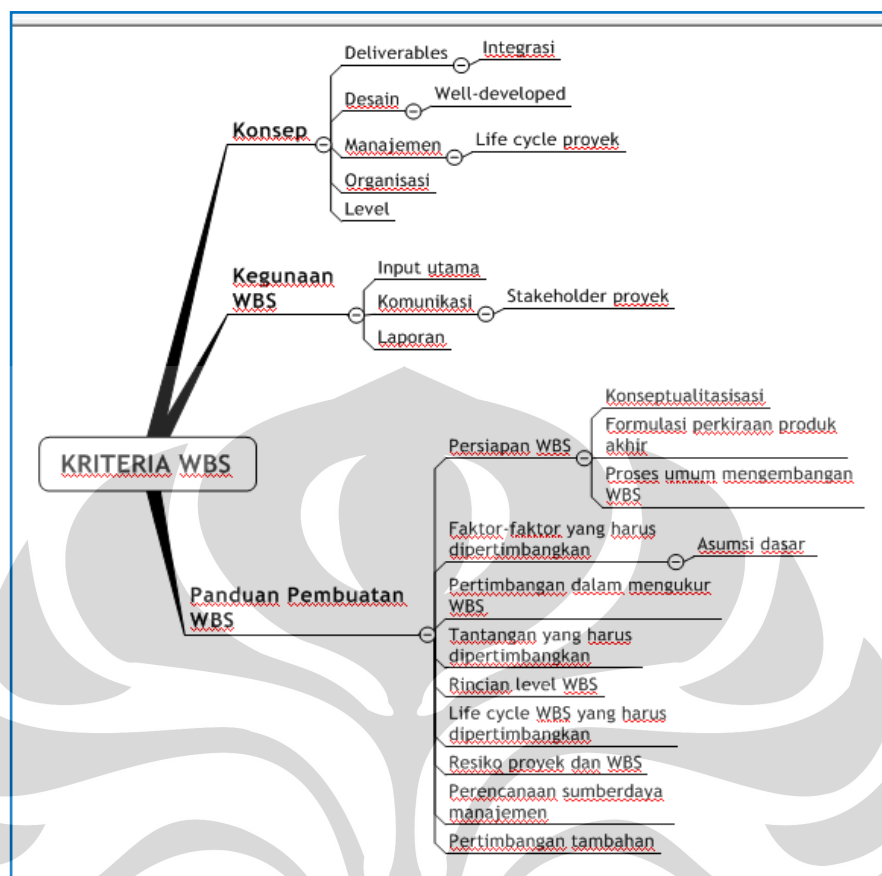 Deliverables
Integrasi
Desain
Well-developed
Konsep
Manajemen
Life cycle proyek
Organisasi
Level
Kegunaan
WBS
Input utama
Komunikasi
Stakeholder proyek
Laporan
KRITERIA WBS
Persiapan WBS
Konseptualitasisasi
Formulasi perkiraan produk
akhir
Proses umum mengembangan
WBS
Faktor-faktor yang harus
dipertimbangkan
Asumsi dasar
Panduan Pembuatan
WBS
Pertimbangan dalam mengukur
WBS
Tantangan yang harus
dipertimbangkan
Rincian level WBS
Life cycle WBS yang harus
dipertimbangkan
Resiko proyek dan WBS
Perencanaan sumberdaya
manajemen
Pertimbangan tambahan